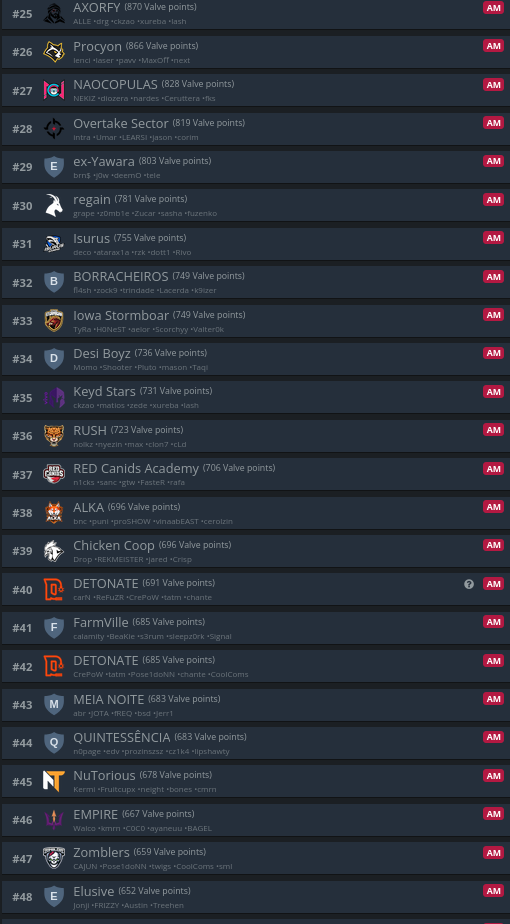 #25 AXORFY (870 Valve points) AM
ALLE •drg •ckzao •xureba •lash
#26 Procyon (866 Valve points) AM
lenci •laser •pavv •MaxOff •next
#27 NAOCOPULAS (828 Valve points) AM
NEKIZ •diozera •nardes •Ceruttera •fks
#28 Overtake Sector (819 Valve points) AM
intra •Umar •LEARSI •jason •corim
#29 E ex-Yawara (803 Valve points) AM
brn$ •j0w •deemO •tele
#30 regain (781 Valve points) AM
grape •z0mb1e •Zucar •sasha •fuzenko
#31 Isurus (755 Valve points) AM
deco •atarax1a •rzk •dott1 •Rivo
#32 B BORRACHEIROS (749 Valve points) AM
fl4sh •zock9 •trindade •Lacerda •k9izer
#33 Iowa Stormboar (749 Valve points) AM
TyRa •H0NeST •aelor •Scorchyy •Valter0k
#34 D Desi Boyz (736 Valve points) AM
Momo •Shooter •Pluto •mason •Taqi
#35 Keyd Stars (731 Valve points) AM
ckzao •matios •zede •xureba •lash
#36 RUSH (723 Valve points) AM
nolkz •nyezin •max •clon7 •cLd
#37 RED CANIDS RED Canids Academy (706 Valve points) AM
n1cks •sanc •gtw •FasteR •rafa
#38 ALKA ALKA (696 Valve points) AM
bnc •puni •proSHOW •vinaabEAST •cerolzin
#39 Chicken Coop (696 Valve points) AM
Drop •REKMEISTER •jared •Crisp
#40 DETONATE (691 Valve points) ? AM
carN •ReFuZR •CrePoW •tatm •chante
#41 F FarmVille (685 Valve points) AM
calamity •BeaKie •s3rum •sleepz0rk •Signal
#42 DETONATE (685 Valve points) AM
CrePoW •tatm •Pose1doNN •chante •CoolComs
#43 M MEIA NOITE (683 Valve points) AM
abr •JOTA •fREQ •bsd •jerr1
#44 Q QUINTESSÊNCIA (683 Valve points) AM
n0page •edv •prozinszsz •cz1k4 •lipshawty
#45 NT NuTorious (678 Valve points) AM
Kermi •Fruitcupx •neight •bones •cmrn
#46 EMPIRE (667 Valve points) AM
Walco •kmrn •C0C0 •ayaneuu •BAGEL
#47 Zomblers (659 Valve points) AM
CAJUN •Pose1doNN •twigs •CoolComs •sml
#48 E Elusive (652 Valve points) AM
Jonji •FRIZZY •Austin •Treehen